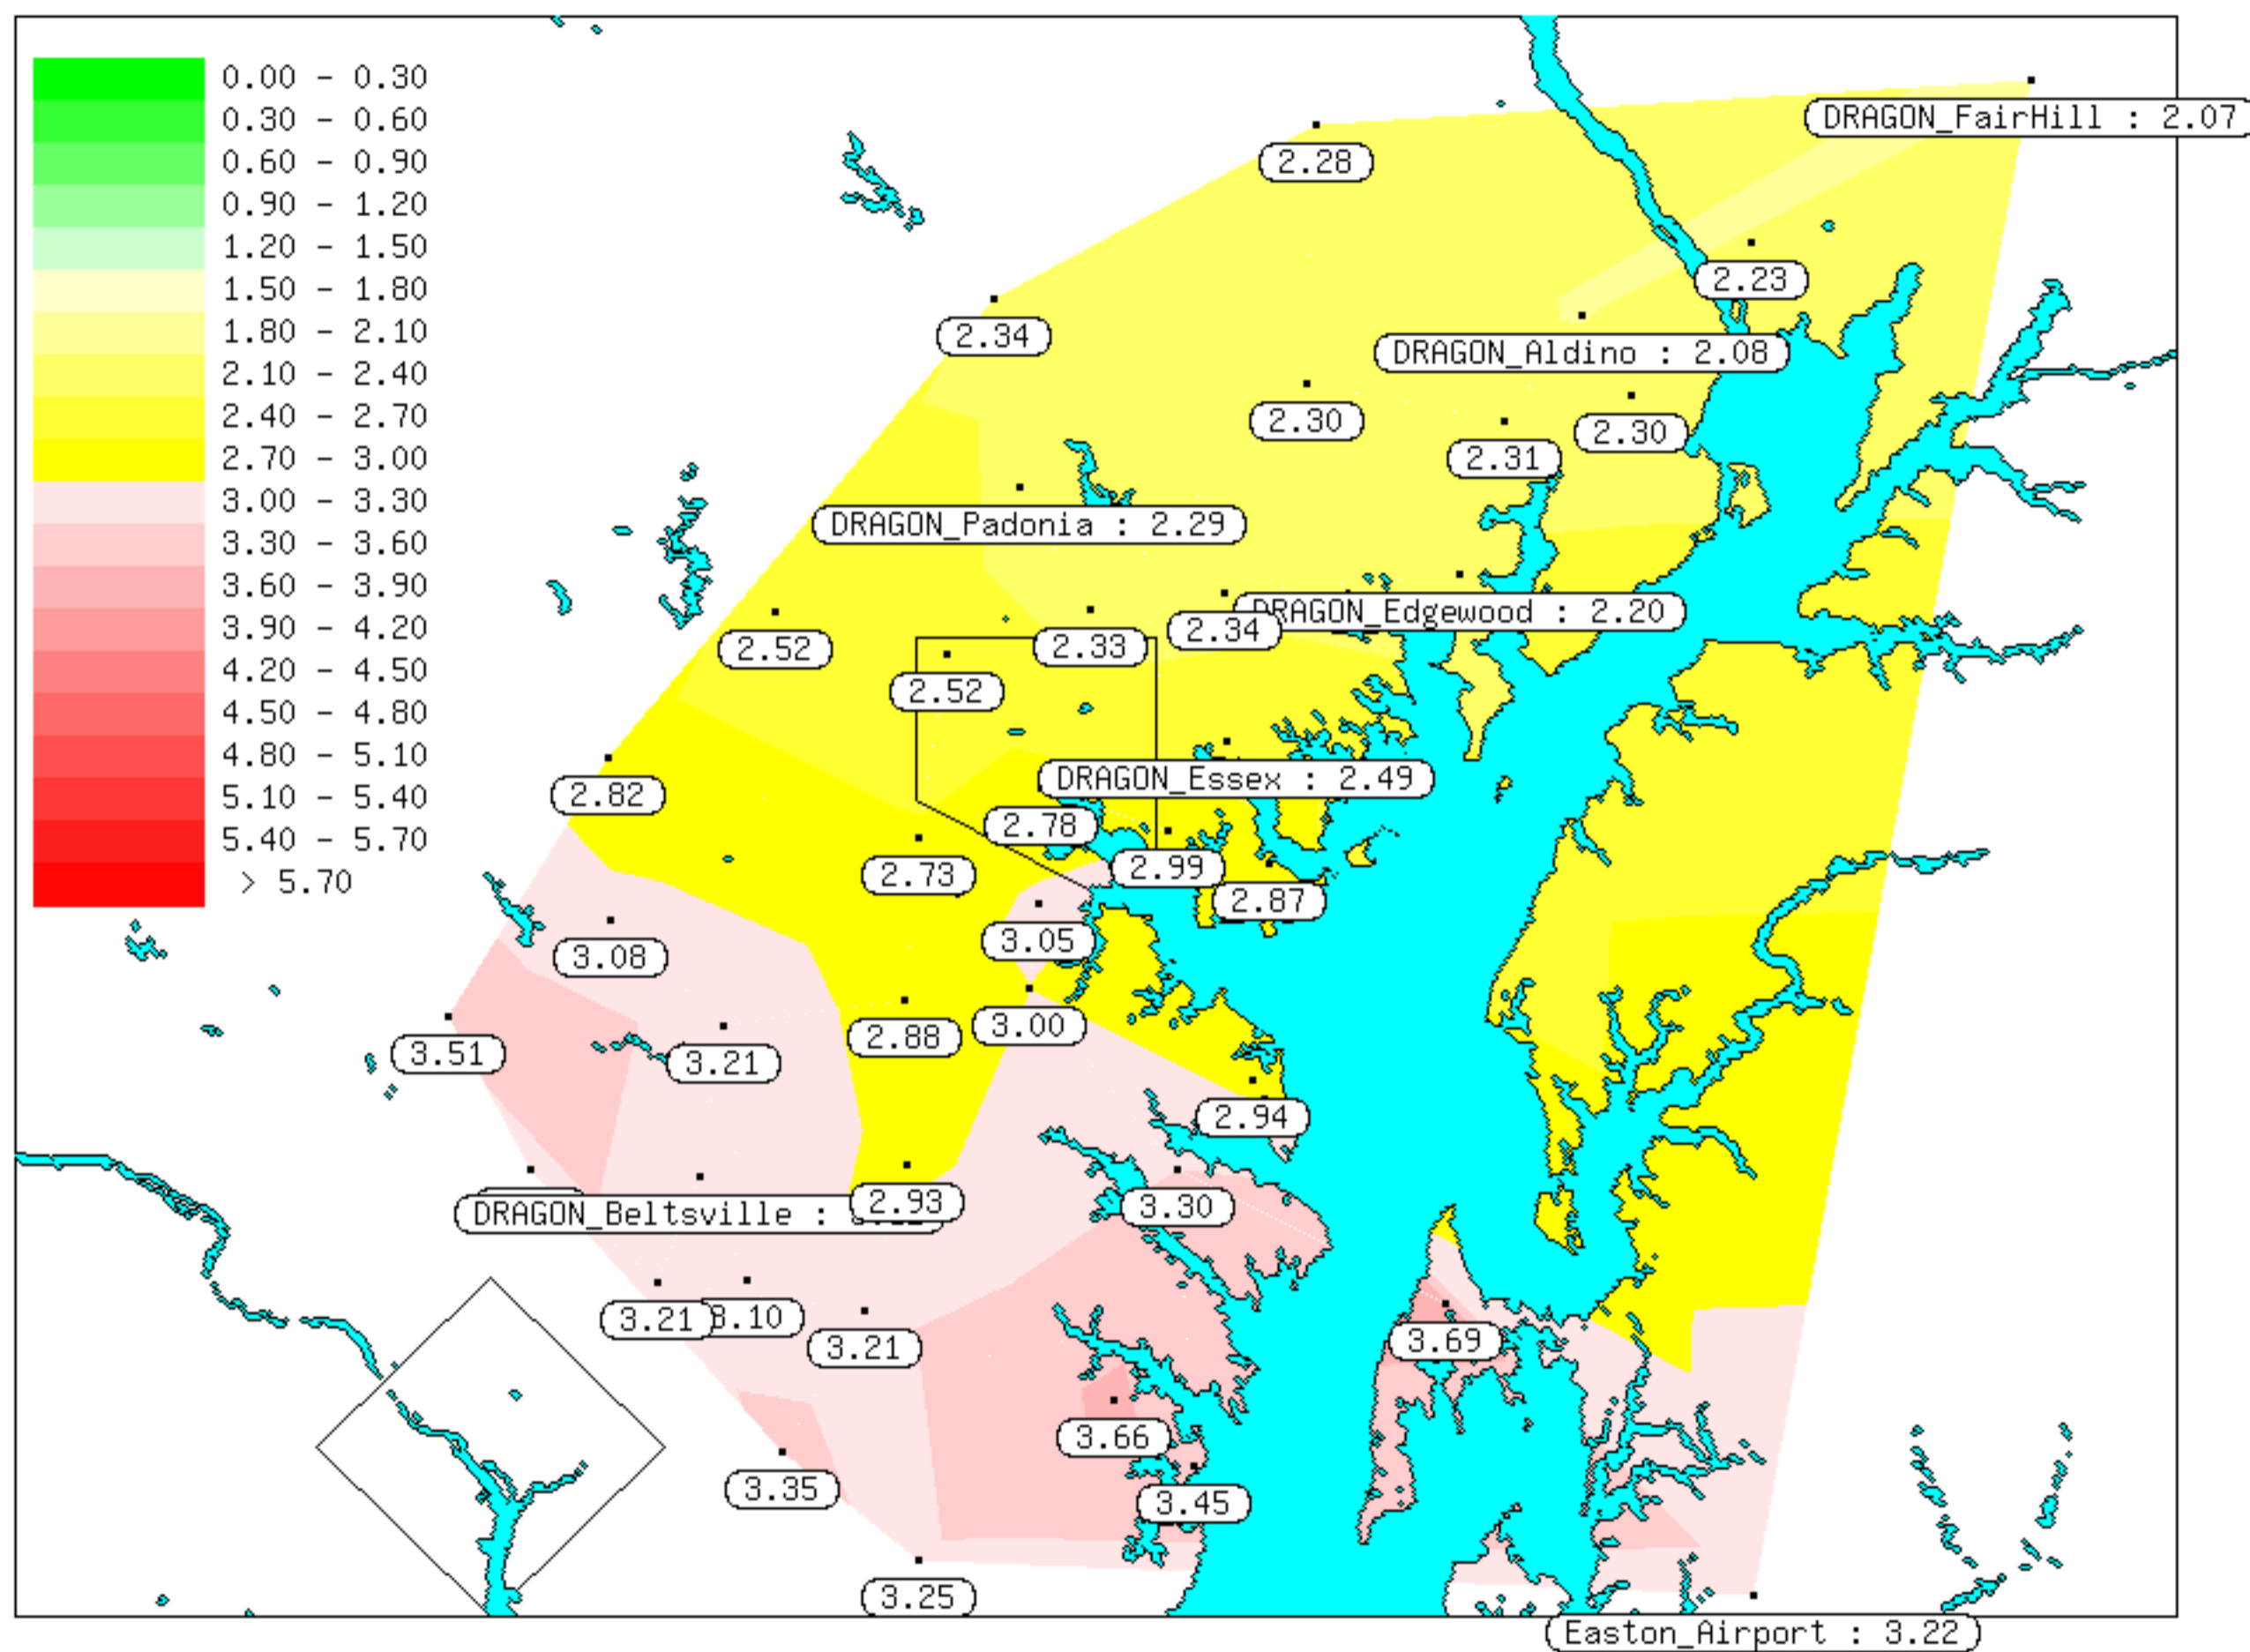 0.00 - 0.30
0.30 - 0.60
0.60 - 0.90
0.90 - 1.20
1.20 - 1.50
1.50 - 1.80
1.80 - 2.10
2.10 - 2.40
2.40 - 2.70
2.70 - 3.00
3.00 - 3.30
3.30 - 3.60
3.60 - 3.90
3.90 - 4.20
4.20 - 4.50
4.50 - 4.80
4.80 - 5.10
5.10 - 5.40
5.40 - 5.70
> 5.70
DRAGON_FairHill : 2.07
2.28
2.23
2.34
DRAGON_Aldino : 2.08
2.30
2.30
2.31
DRAGON_Padonia : 2.29
DRAGON_Edgewood : 2.20
2.34
2.33
2.52
2.52
DRAGON_Essex : 2.49
2.82
2.78
2.99
2.73
2.87
3.05
3.08
3.00
2.88
3.51
3.21
2.94
2.93
3.30
DRAGON_Beltsville :
3.21
3.10
3.21
3.69
3.66
3.35
3.45
3.25
Easton_Airport : 3.22